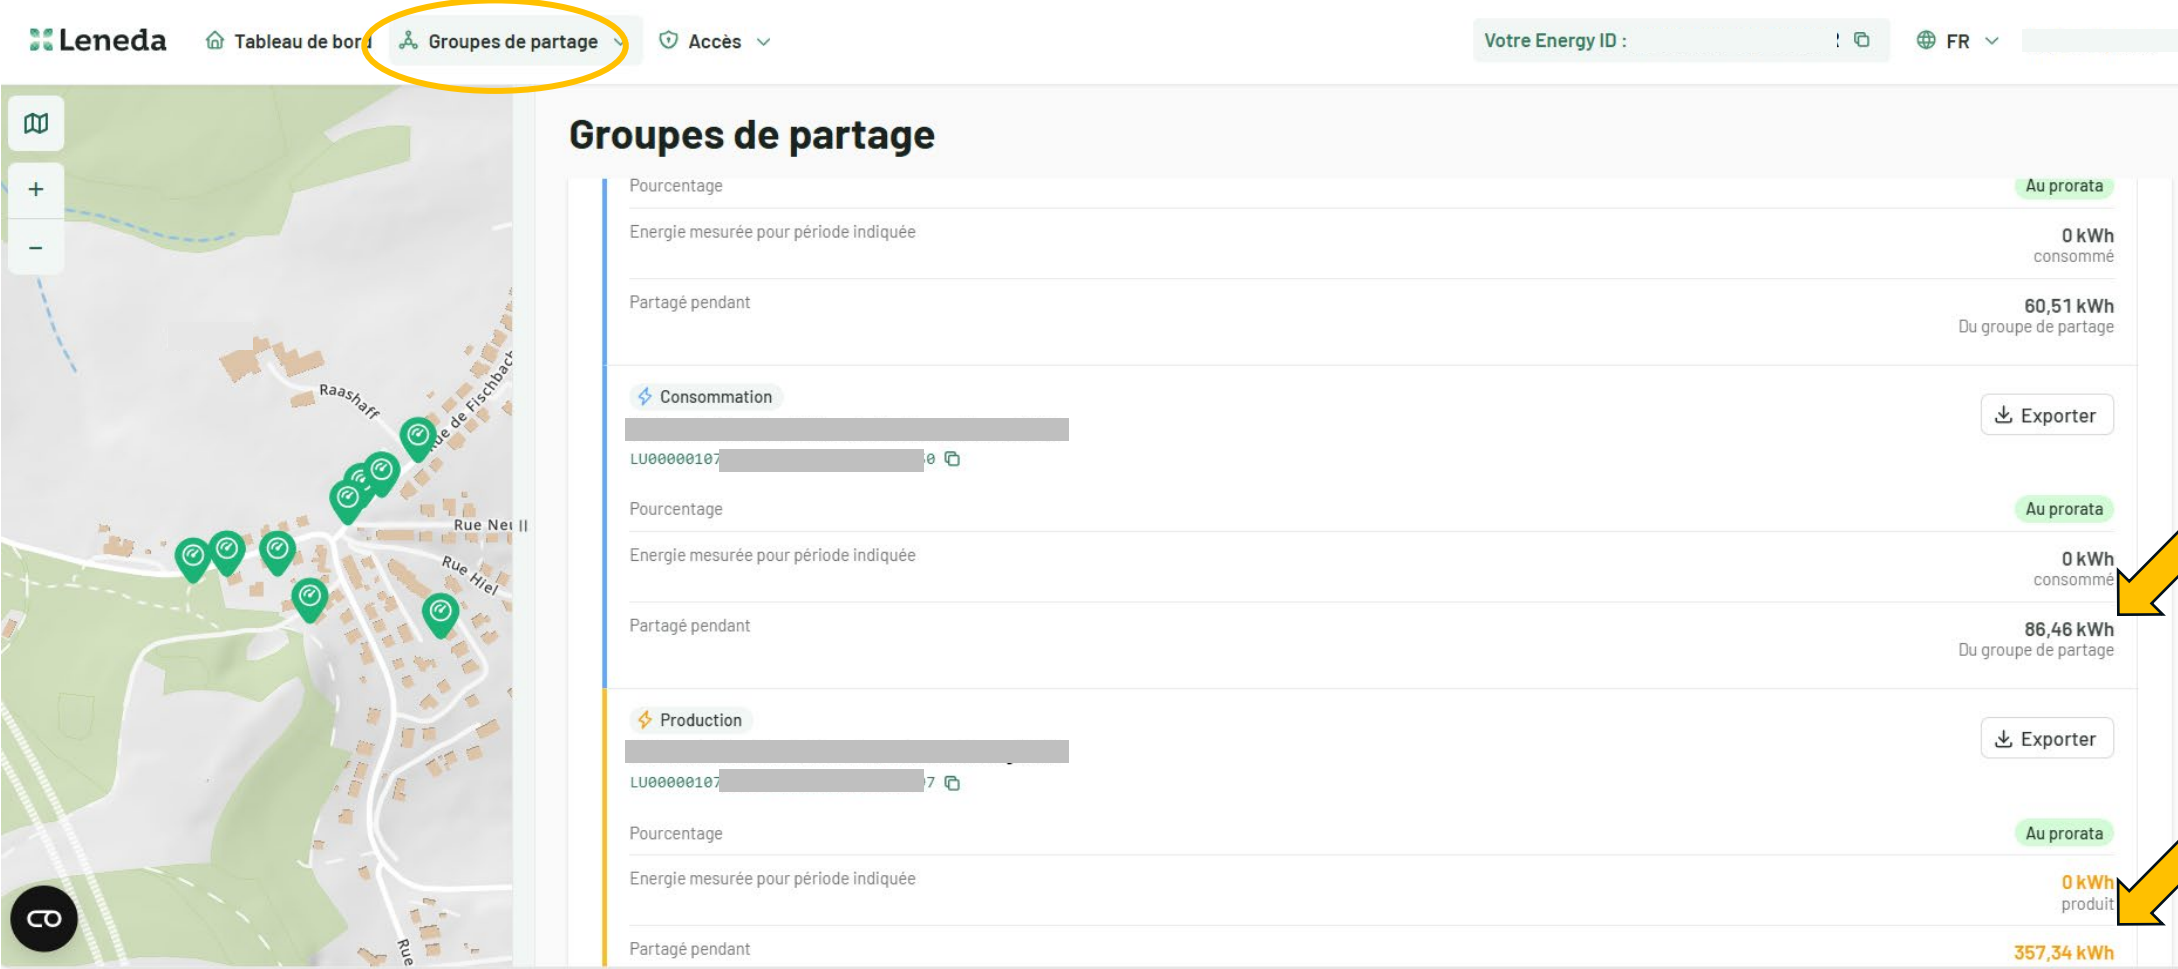 Leneda
Tableau de bord
Groupes de partage
Accès
Votre Energy ID :
FR
Groupes de partage
Pourcentage
Au prorata
Energie mesurée pour période indiquée
0 kWh
consommé
Partagé pendant
60,51 kWh
Du groupe de partage
Consommation
Exporter
LU00000107
0
Pourcentage
Au prorata
Energie mesurée pour période indiquée
0 kWh
consommé
Partagé pendant
86,46 kWh
Du groupe de partage
Production
Exporter
LU00000107
7
Pourcentage
Au prorata
Energie mesurée pour période indiquée
0 kWh
produit
Partagé pendant
357,34 kWh
+
−
Raashaff
Rue de Fischbach
Rue
Rue Hiel
Rue